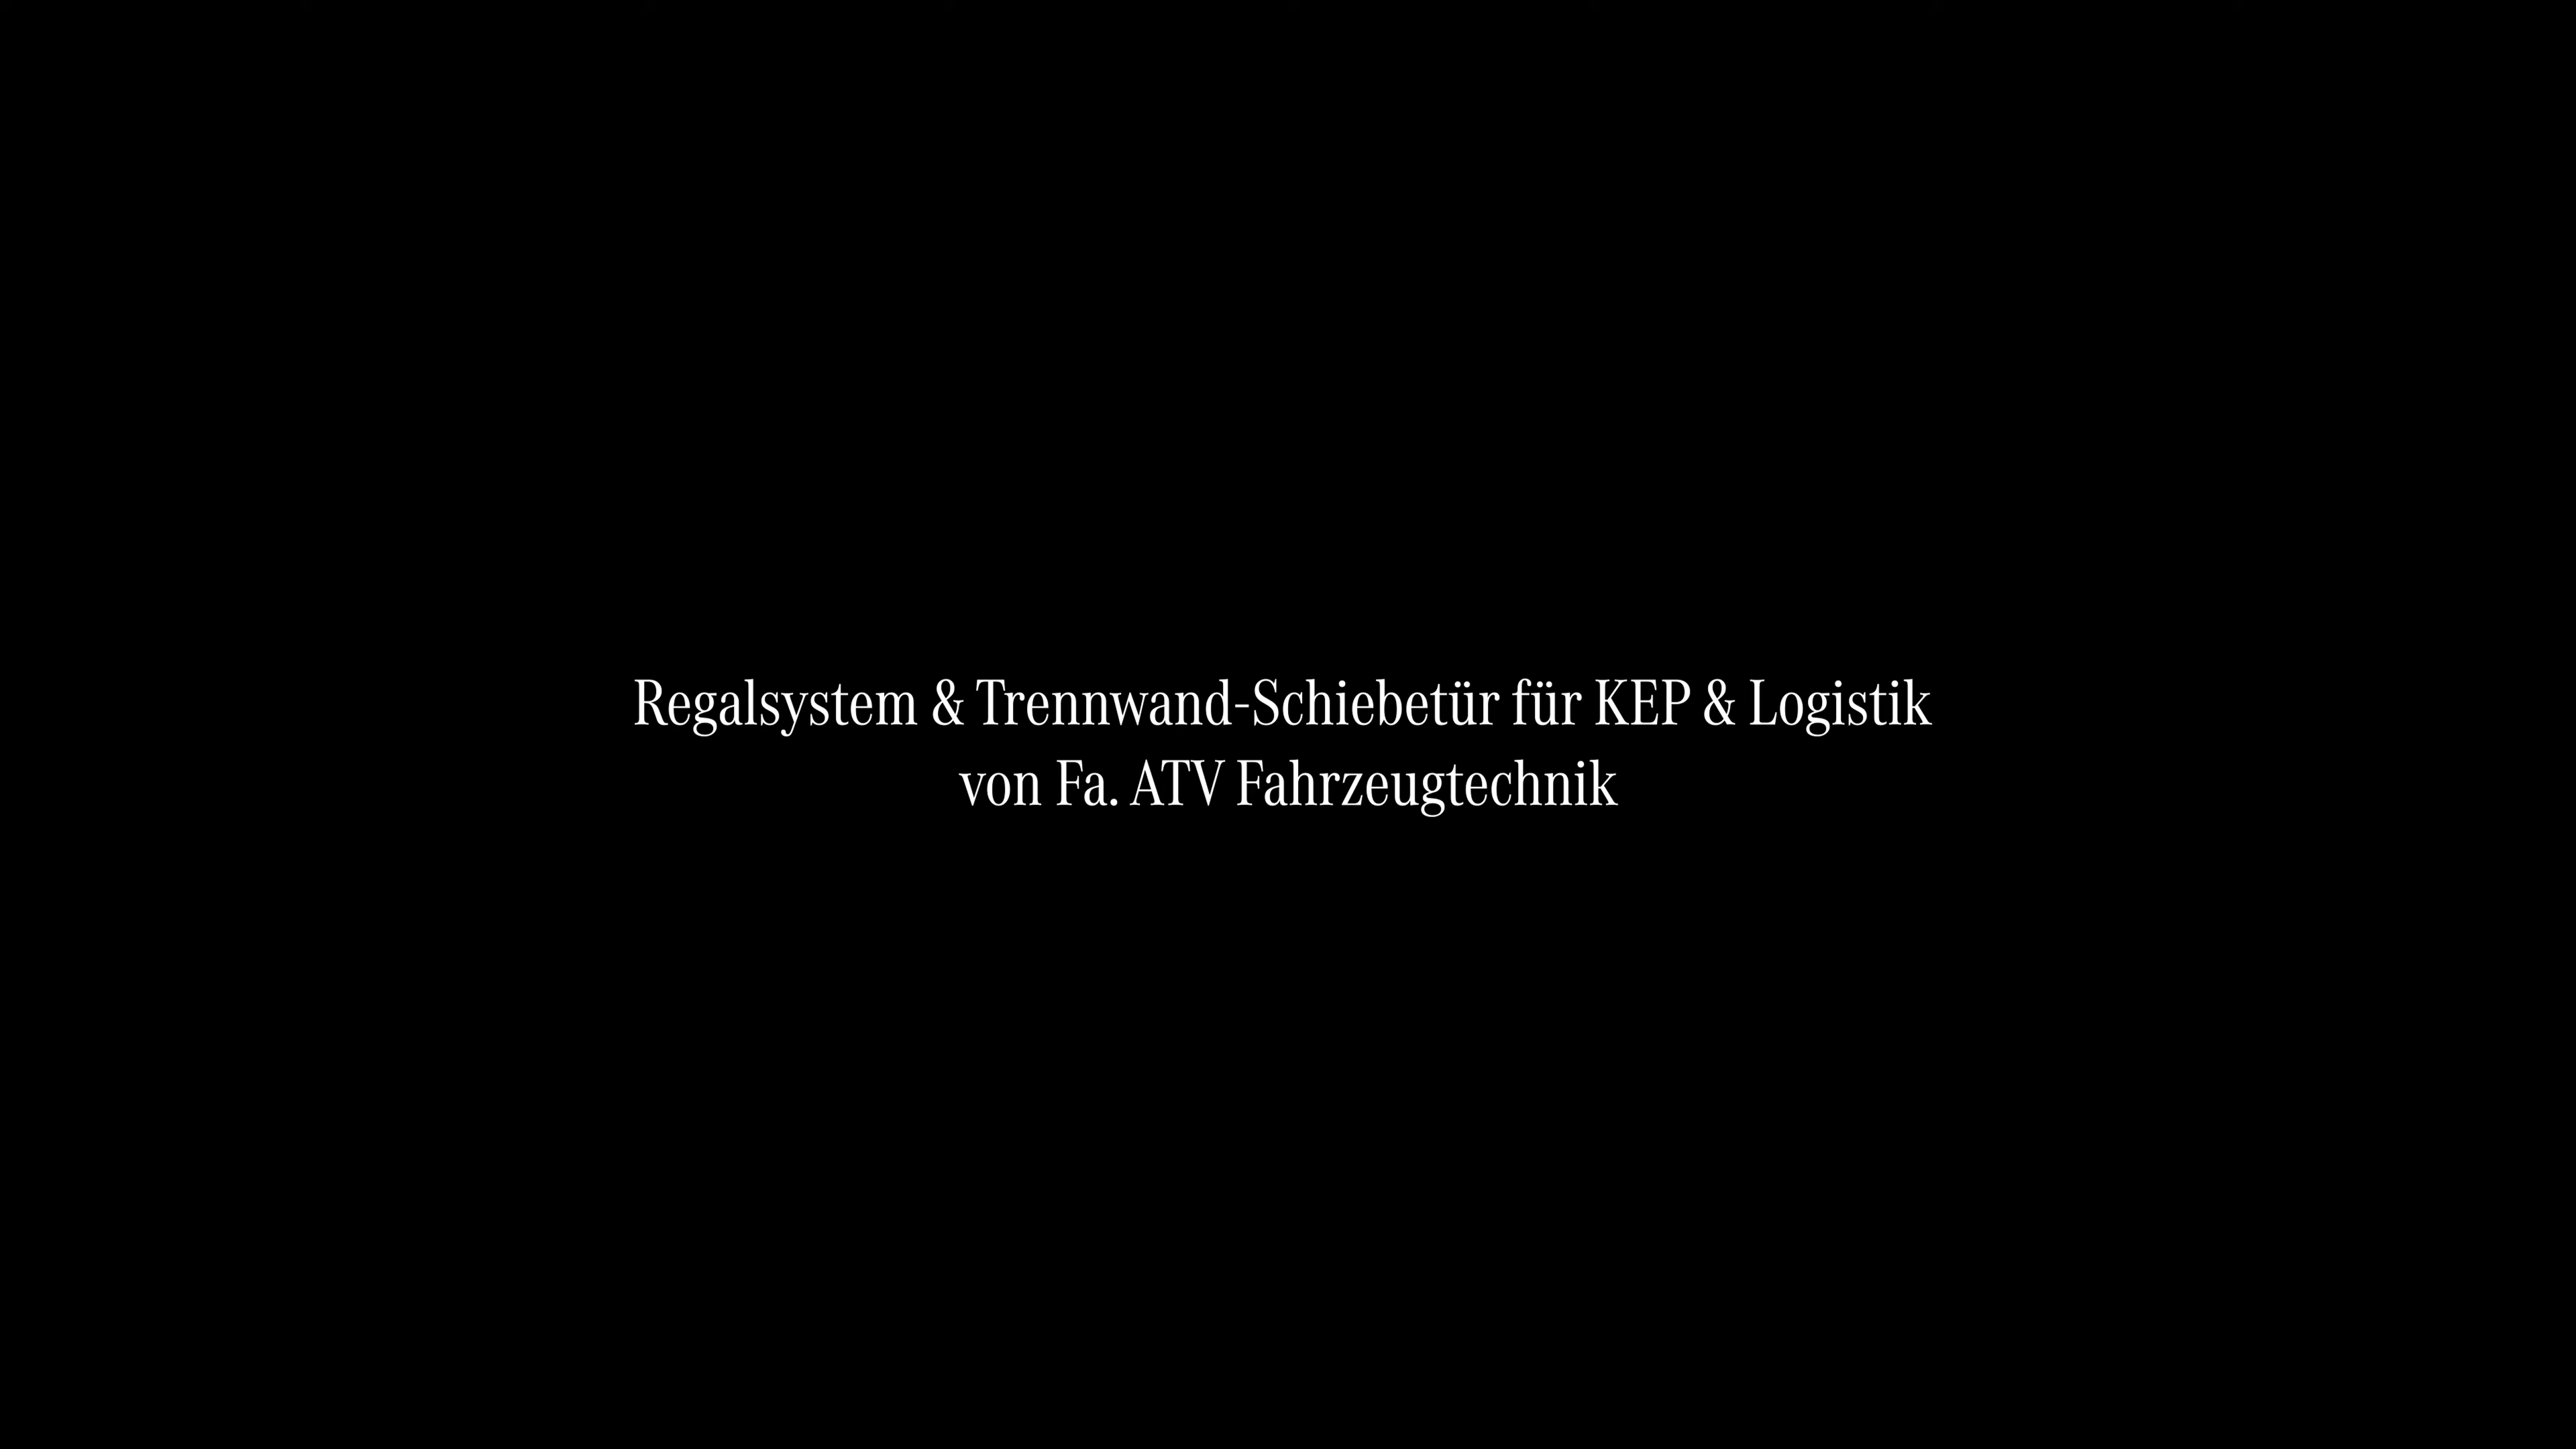 Regalsystem & Trennwand-Schiebetür für KEP & Logistik
von Fa. ATV Fahrzeugtechnik